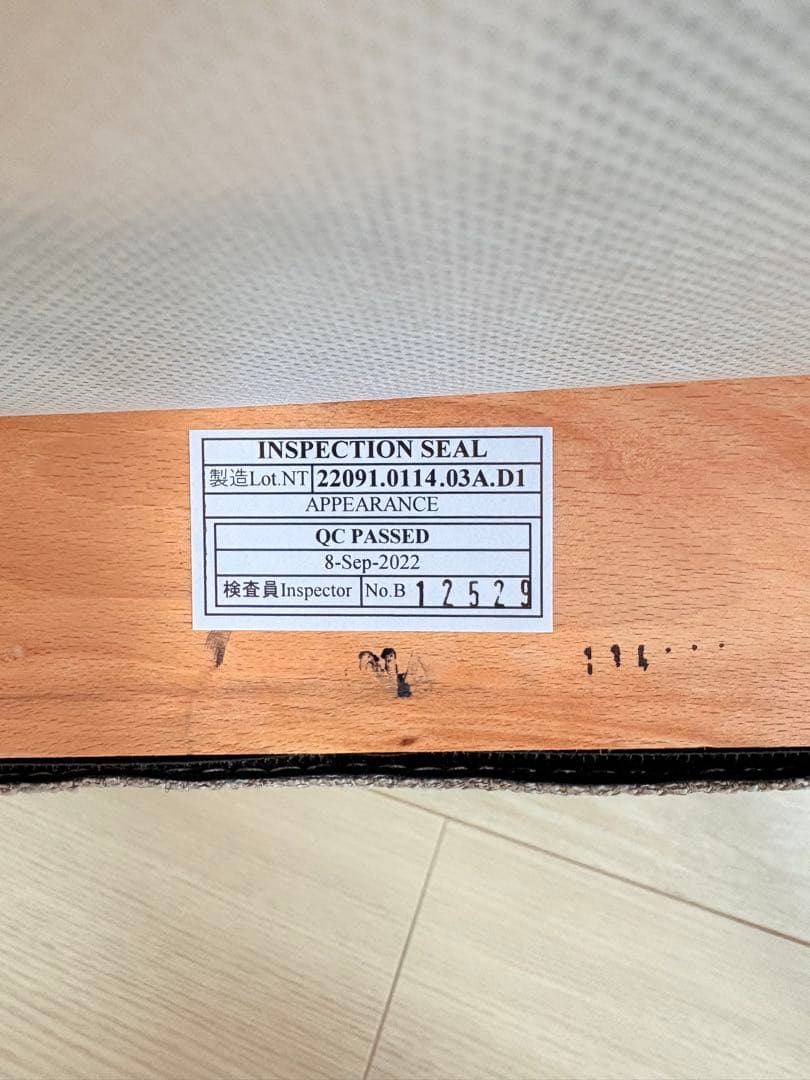 INSPECTION SEAL
製造Lot.NT 22091.0114.03A.D1
APPEARANCE
QC PASSED
8-Sep-2022
検査員Inspector No.B 12529